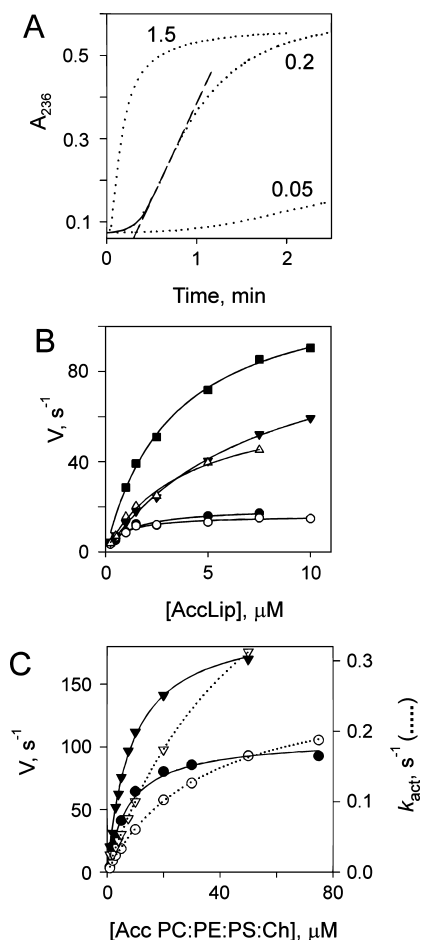 A
1.5
0.2
0.05
A236
0.5
0.3
0.1
0
1
2
Time, min
B
V, s-1
80
40
0
0
5
10
[AccLip], μM
C
V, s-1
150
100
50
0
0.3
0.2
0.1
0.0
kact, s-1 (.....)
0
40
80
[Acc PC:PE:PS:Ch], μM